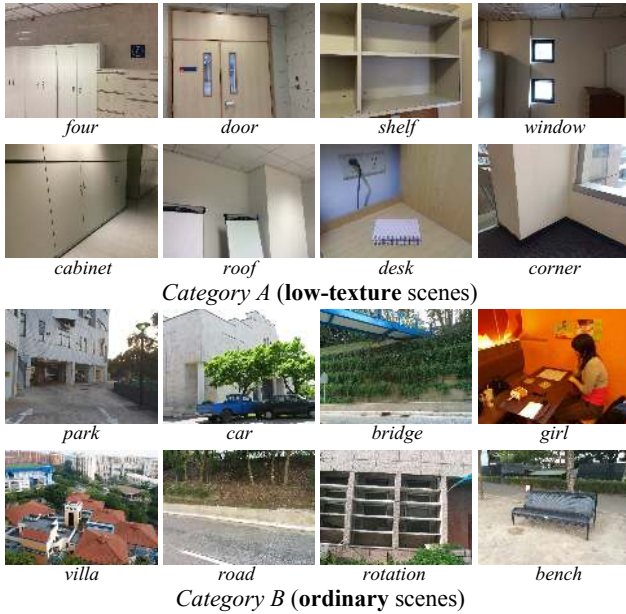 four door shelf window
cabinet roof desk corner
Category A (low-texture scenes)
park car bridge girl
villa road rotation bench
Category B (ordinary scenes)